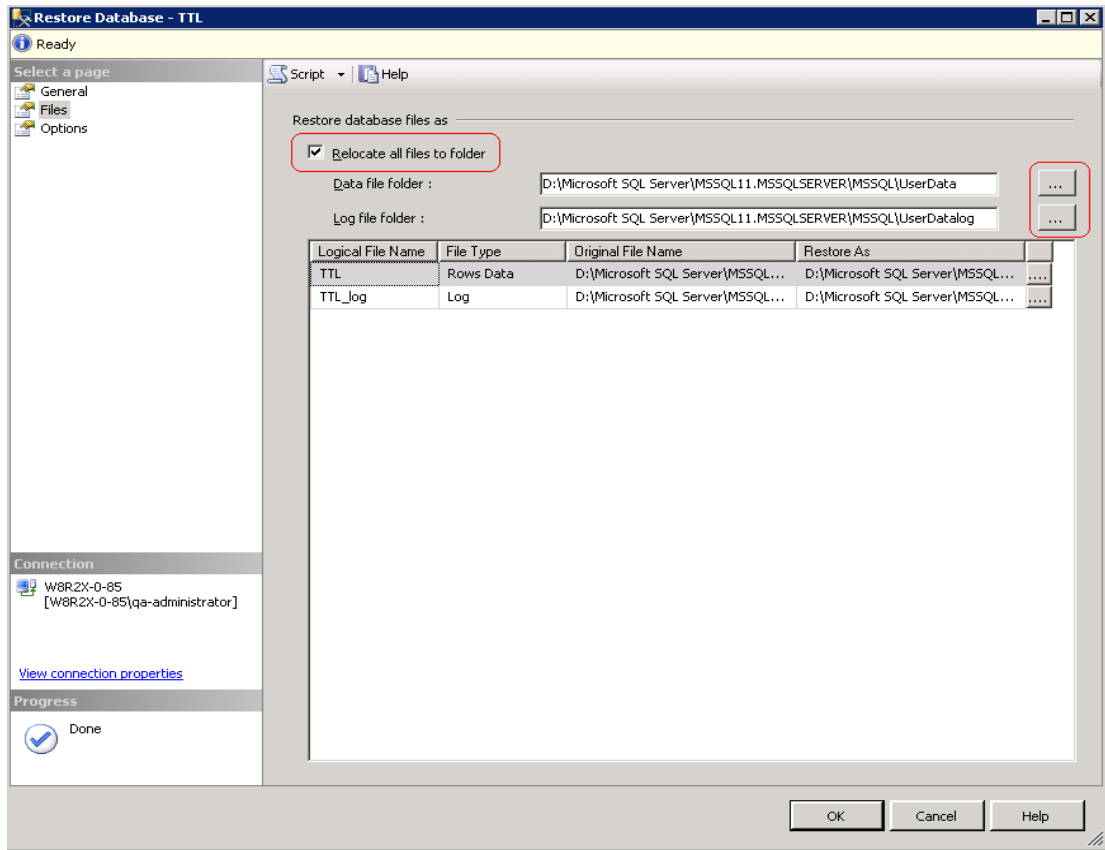 Restore Database - TTL
Ready
Select a page
General
Files
Options
Script
Help
Restore database files as
Relocate all files to folder
Data file folder :
D:\Microsoft SQL Server\MSSQL11.MSSQLSERVER\MSSQL\UserData
...
Log file folder :
D:\Microsoft SQL Server\MSSQL11.MSSQLSERVER\MSSQL\UserDatalog
...
Logical File Name File Type Original File Name Restore As
TTL Rows Data D:\Microsoft SQL Server\MSSQL... D:\Microsoft SQL Server\MSSQL... ....
TTL_log Log D:\Microsoft SQL Server\MSSQL... D:\Microsoft SQL Server\MSSQL... ....
Connection
W8R2X-0-85
[W8R2X-0-85\qa-administrator]
View connection properties
Progress
Done
OK Cancel Help